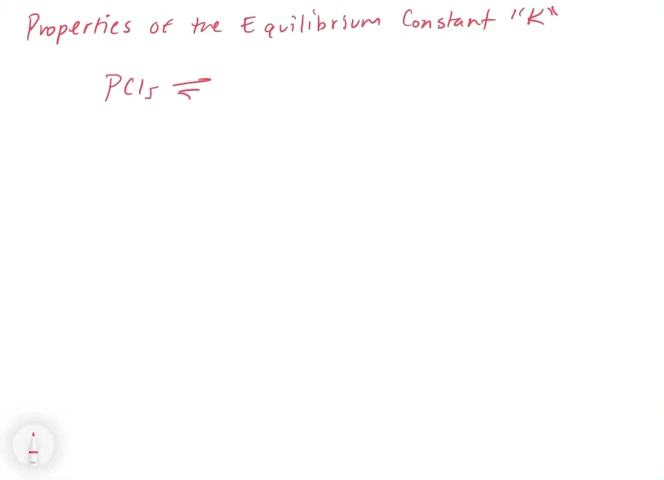 Properties of the Equilibrium Constant "K"
PCl5 ⇌